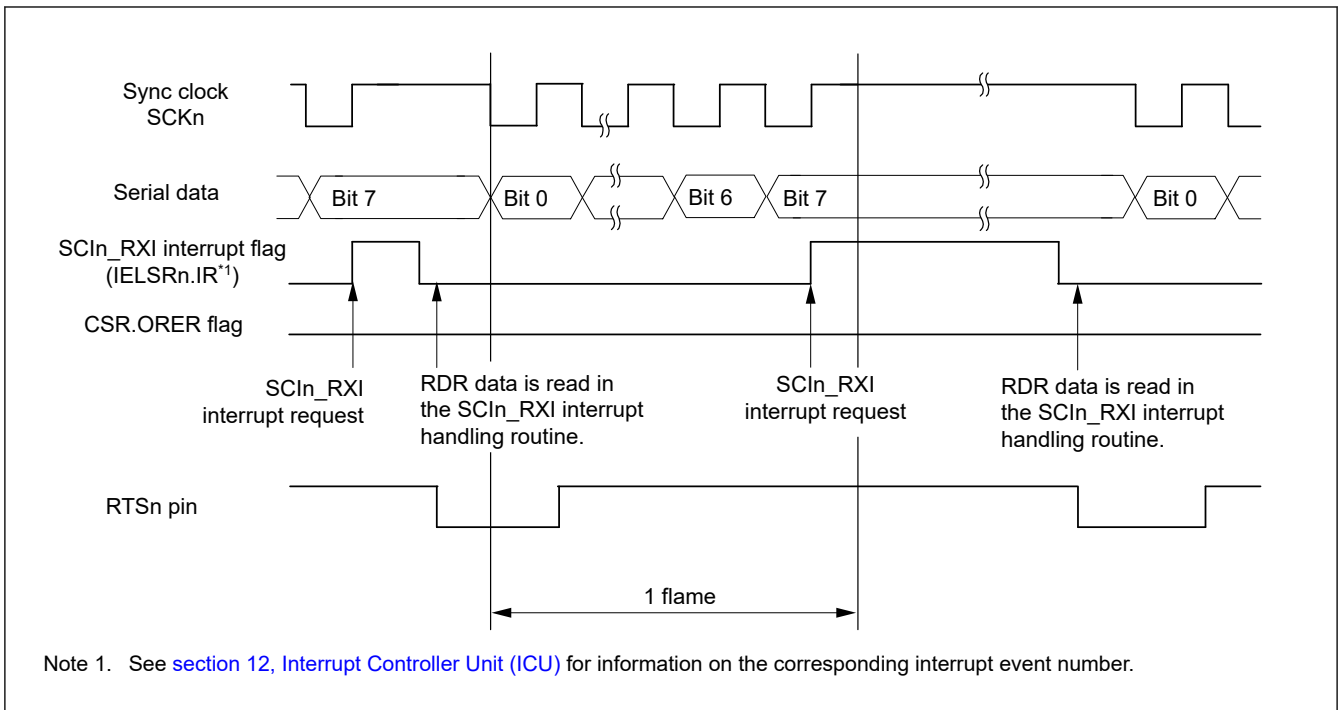 Sync clock
SCKn
Serial data
Bit 7
Bit 0
Bit 6
Bit 7
Bit 0
SCIn_RXI interrupt flag
(IELSRn.IR*1)
CSR.ORER flag
SCIn_RXI
interrupt request
RDR data is read in
the SCIn_RXI interrupt
handling routine.
SCIn_RXI
interrupt request
RDR data is read in
the SCIn_RXI interrupt
handling routine.
RTSn pin
1 flame
Note 1. See section 12, Interrupt Controller Unit (ICU) for information on the corresponding interrupt event number.